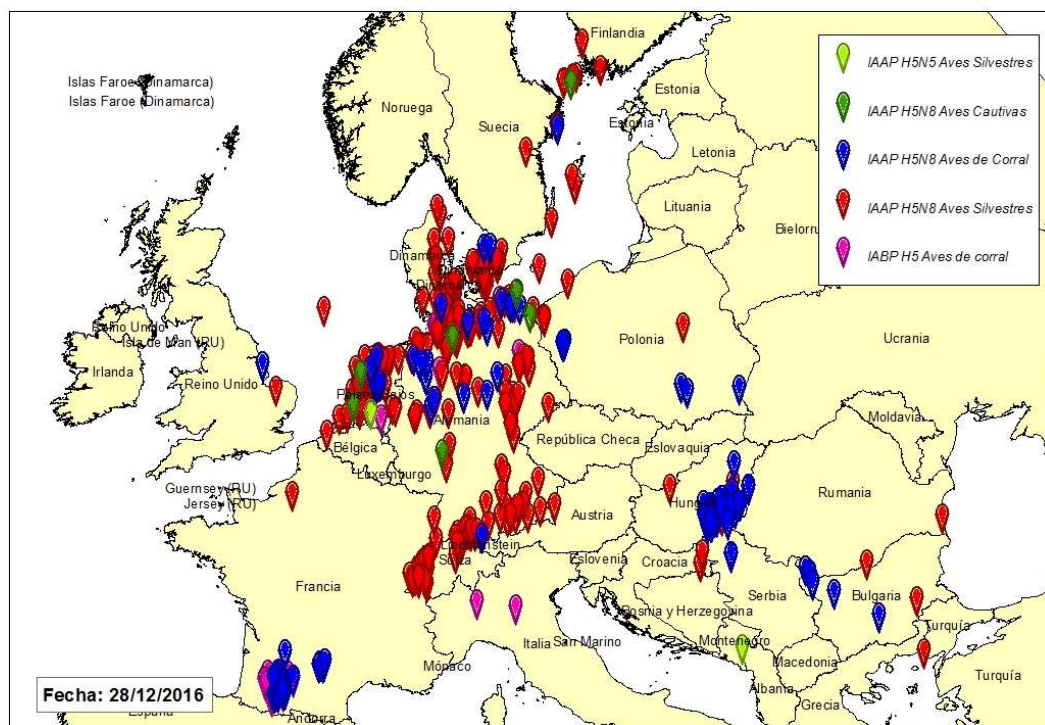 Finlandia
Islas Faroe (Dinamarca)
Islas Faroe (Dinamarca)
Noruega
Suecia
Estonia
Estonia
Letonia
Lituania
Bielorru
IAAP H5N5 Aves Silvestres
IAAP H5N8 Aves Cautivas
IAAP H5N8 Aves de Corral
IAAP H5N8 Aves Silvestres
IABP H5 Aves de corral
Dinamarca
Dinamarca
Dinamarca
Reino Unido
Isla de Man (RU)
Irlanda
Reino Unido
Polonia
Ucrania
Países Bajos
Alemania
Bélgica
Luxemburgo
República Checa
Eslovaquia
Moldavia
Guernsey (RU)
Jersey (RU)
Hungría
Rumania
Austria
Liechtenstein
Suiza
Eslovenia
Croacia
Francia
Serbia
Bosnia y Herzegovina
Bulgaria
Italia
San Marino
Montenegro
Turquía
Mónaco
Macedonia
Albania
Turquía
Grecia
Fecha: 28/12/2016
España
Andorra